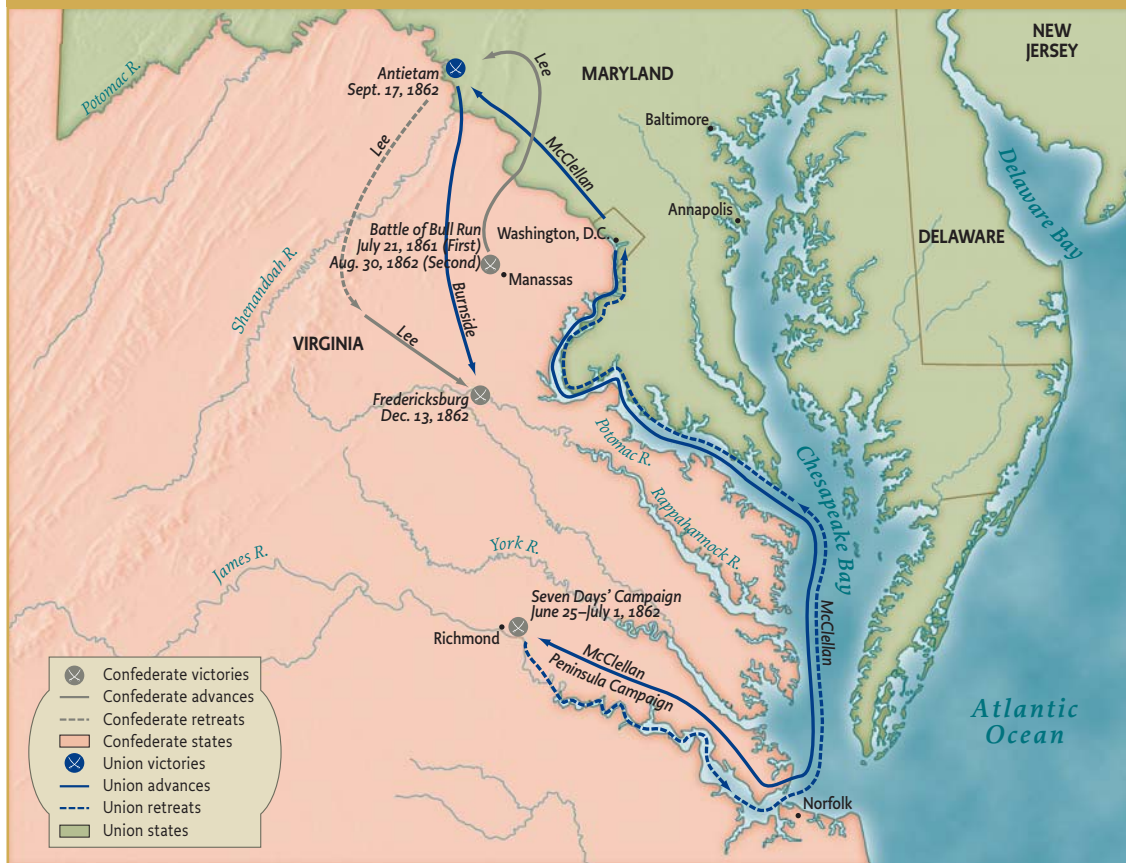 NEW
JERSEY
Potomac R.
Antietam
Sept. 17, 1862
Lee
MARYLAND
Baltimore
Delaware Bay
Lee
McClellan
Annapolis
DELAWARE
Battle of Bull Run
July 21, 1861 (First)
Aug. 30, 1862 (Second)
Washington, D.C.
Manassas
Shenandoah R.
Burnside
VIRGINIA
Lee
Fredericksburg
Dec. 13, 1862
Potomac R.
Chesapeake Bay
Rappahannock R.
York R.
James R.
Seven Days' Campaign
June 25–July 1, 1862
Richmond
McClellan
Peninsula Campaign
McClellan
Atlantic
Ocean
Norfolk
Confederate victories
Confederate advances
Confederate retreats
Confederate states
Union victories
Union advances
Union retreats
Union states